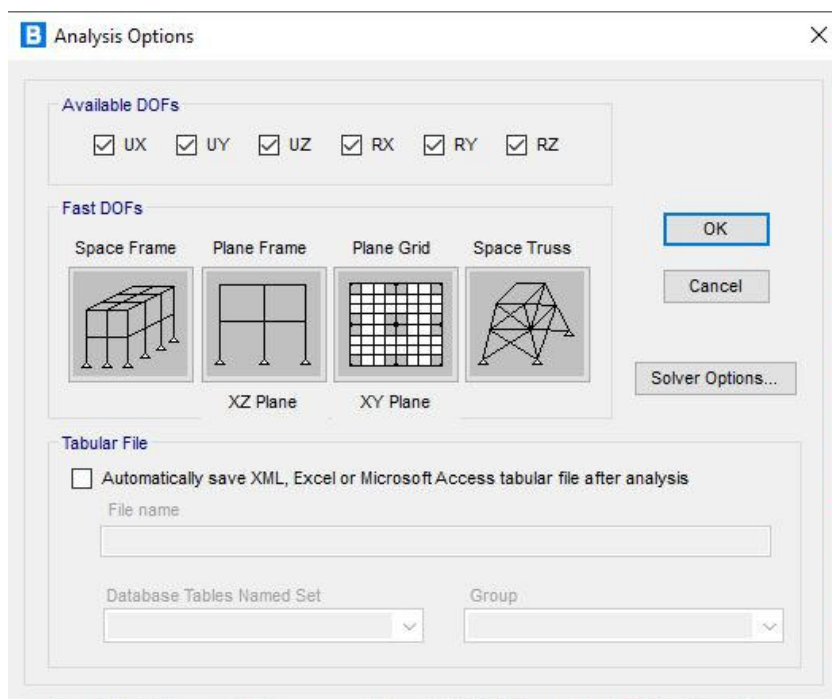 B Analysis Options
Available DOFs
UX UY UZ RX RY RZ
Fast DOFs
Space Frame Plane Frame Plane Grid Space Truss
XZ Plane XY Plane
OK
Cancel
Solver Options...
Tabular File
Automatically save XML, Excel or Microsoft Access tabular file after analysis
File name
Database Tables Named Set Group